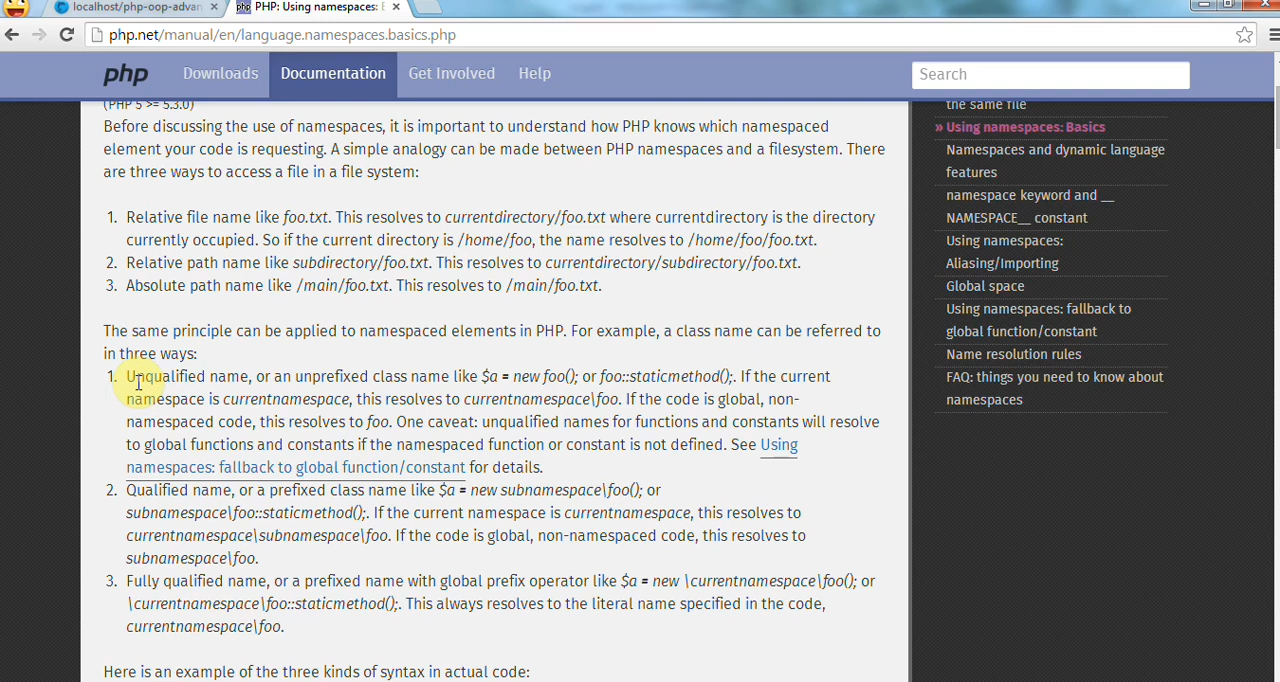 localhost/php-oop-advan
php PHP: Using namespaces:
php.net/manual/en/language.namespaces.basics.php
php Downloads Documentation Get Involved Help Search
(PHP 5 >= 5.3.0)
Before discussing the use of namespaces, it is important to understand how PHP knows which namespaced
element your code is requesting. A simple analogy can be made between PHP namespaces and a filesystem. There
are three ways to access a file in a file system:
1. Relative file name like foo.txt. This resolves to currentdirectory/foo.txt where currentdirectory is the directory
currently occupied. So if the current directory is /home/foo, the name resolves to /home/foo/foo.txt.
2. Relative path name like subdirectory/foo.txt. This resolves to currentdirectory/subdirectory/foo.txt.
3. Absolute path name like /main/foo.txt. This resolves to /main/foo.txt.
The same principle can be applied to namespaced elements in PHP. For example, a class name can be referred to
in three ways:
1. Unqualified name, or an unprefixed class name like $a = new foo(); or foo::staticmethod();. If the current
namespace is currentnamespace, this resolves to currentnamespace\foo. If the code is global, non-
namespaced code, this resolves to foo. One caveat: unqualified names for functions and constants will resolve
to global functions and constants if the namespaced function or constant is not defined. See Using
namespaces: fallback to global function/constant for details.
2. Qualified name, or a prefixed class name like $a = new subnamespace\foo(); or
subnamespace\foo::staticmethod();. If the current namespace is currentnamespace, this resolves to
currentnamespace\subnamespace\foo. If the code is global, non-namespaced code, this resolves to
subnamespace\foo.
3. Fully qualified name, or a prefixed name with global prefix operator like $a = new \currentnamespace\foo(); or
\currentnamespace\foo::staticmethod();. This always resolves to the literal name specified in the code,
currentnamespace\foo.
Here is an example of the three kinds of syntax in actual code:
the same file
» Using namespaces: Basics
Namespaces and dynamic language
features
namespace keyword and __
NAMESPACE__ constant
Using namespaces:
Aliasing/Importing
Global space
Using namespaces: fallback to
global function/constant
Name resolution rules
FAQ: things you need to know about
namespaces